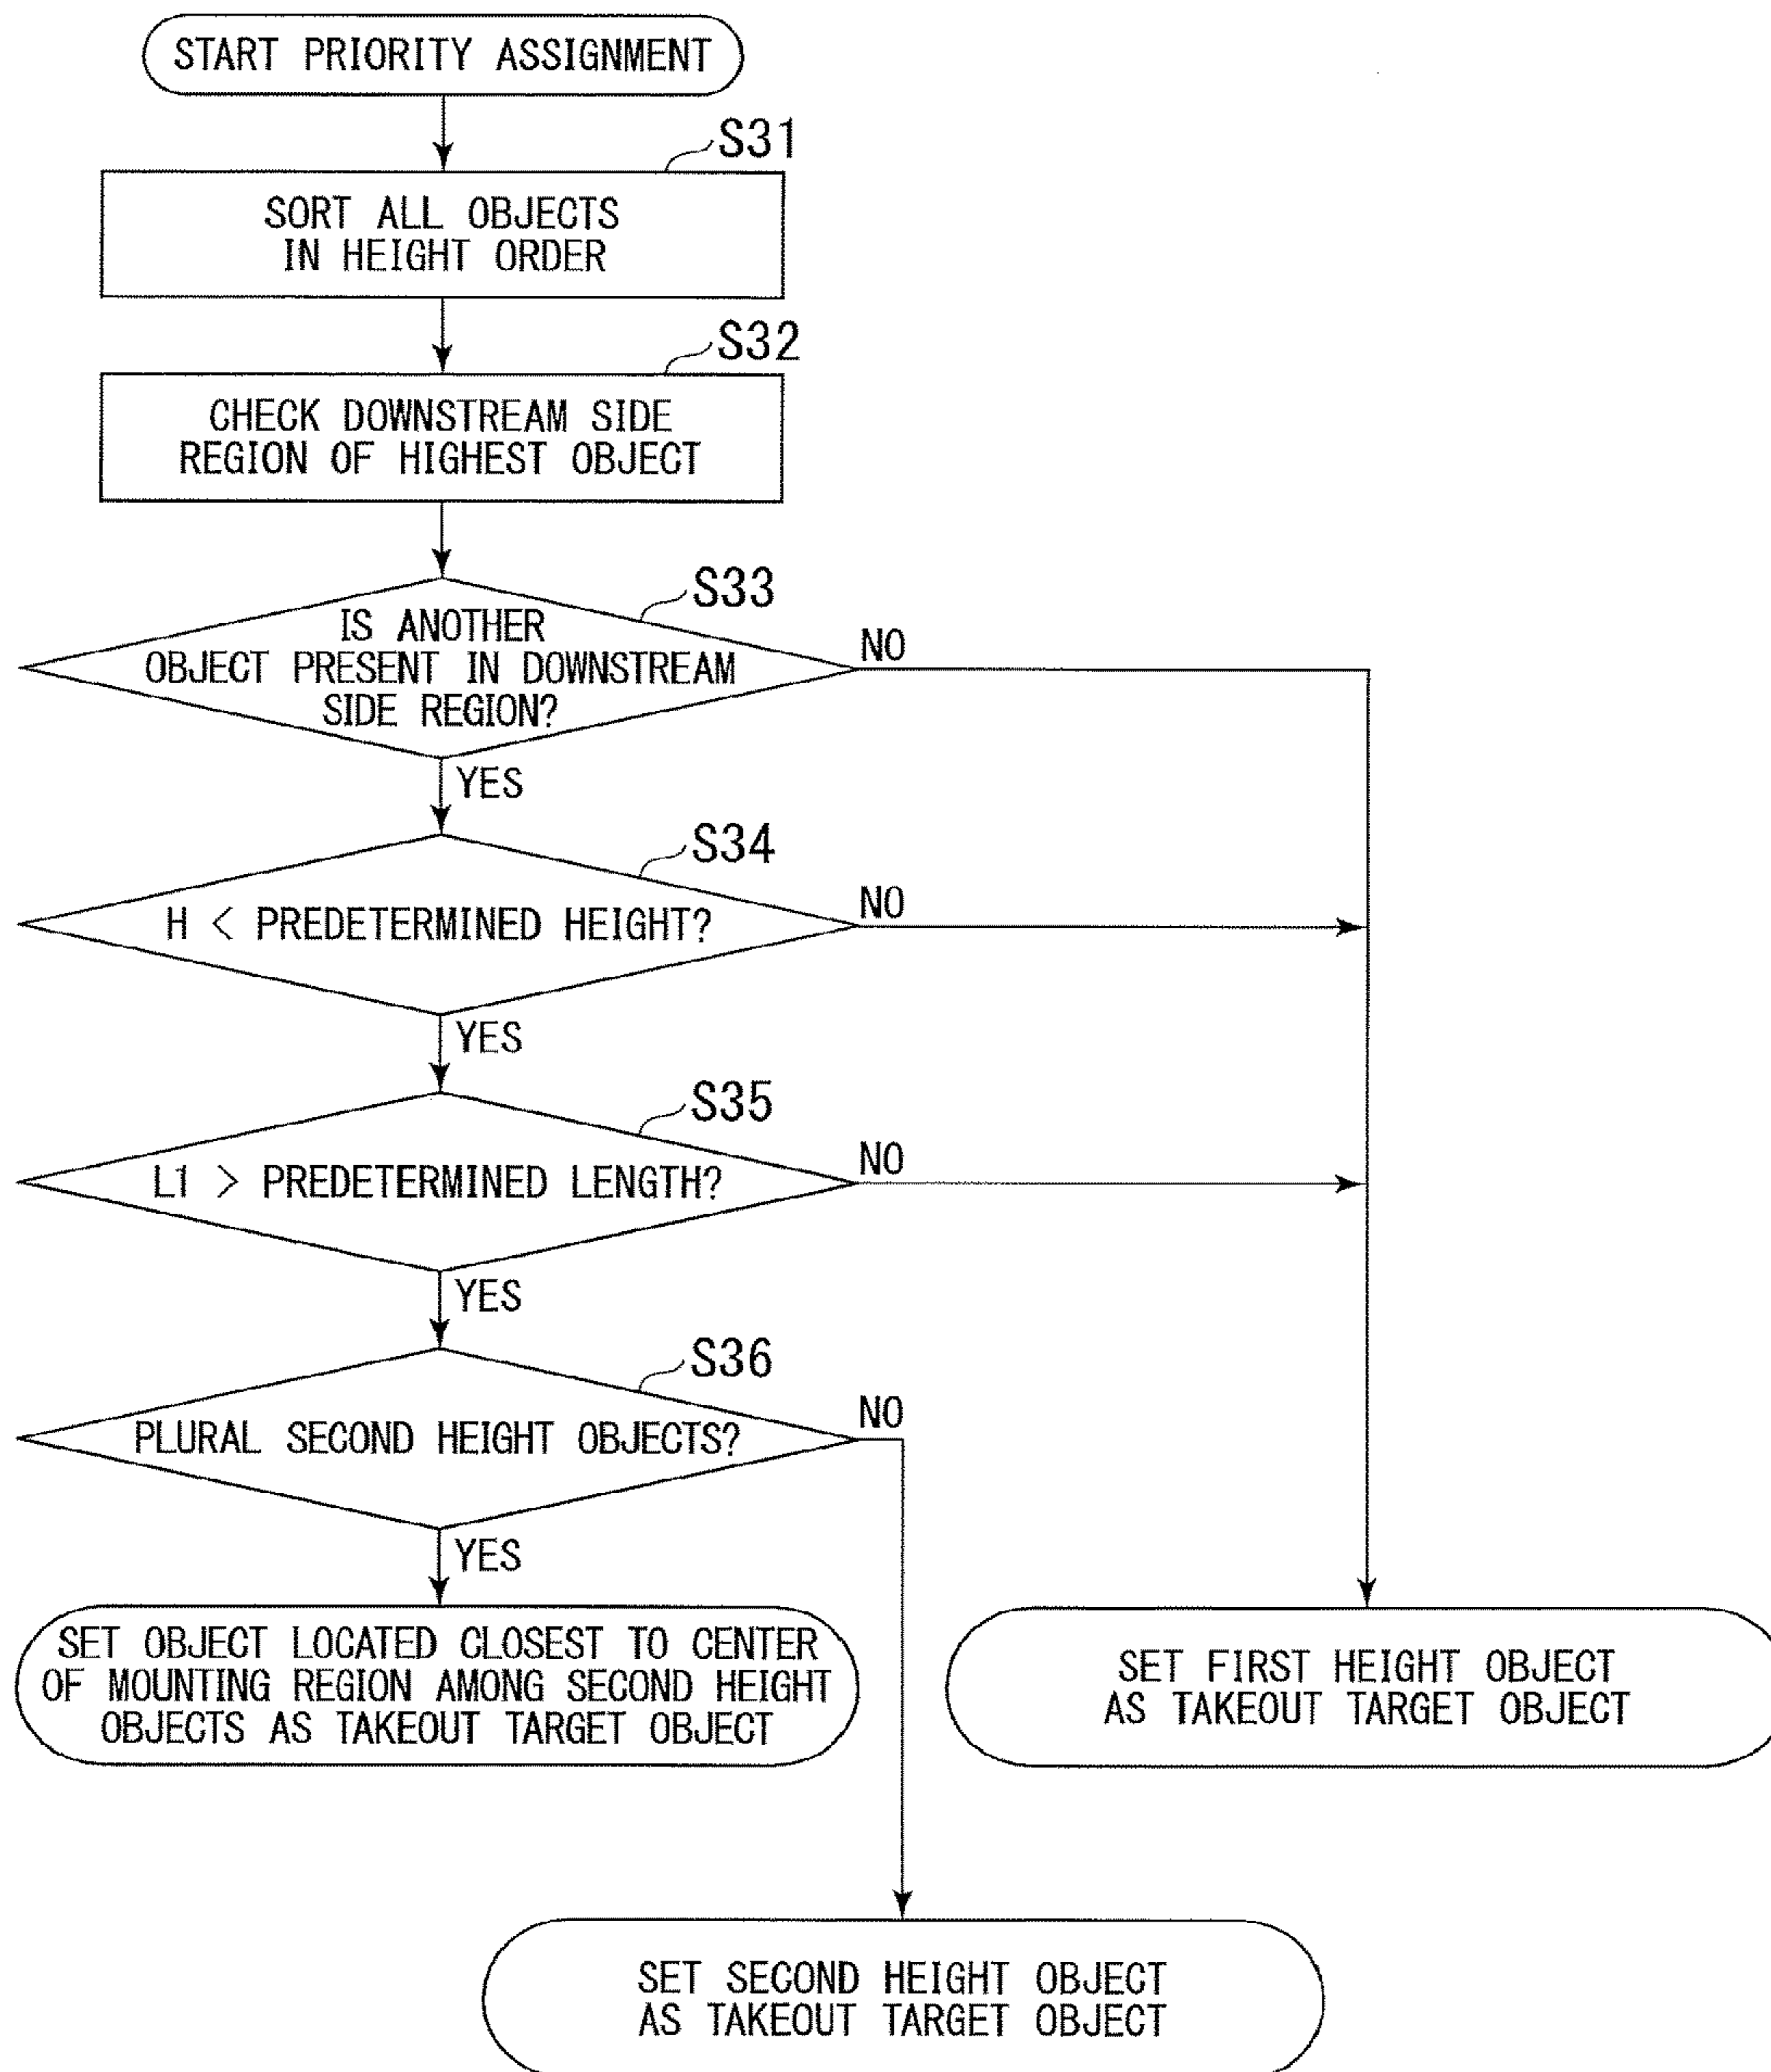 START PRIORITY ASSIGNMENT
S31
SORT ALL OBJECTS
IN HEIGHT ORDER
S32
CHECK DOWNSTREAM SIDE
REGION OF HIGHEST OBJECT
S33
IS ANOTHER
OBJECT PRESENT IN DOWNSTREAM
SIDE REGION?
NO
YES
S34
H < PREDETERMINED HEIGHT?
NO
YES
S35
L1 > PREDETERMINED LENGTH?
NO
YES
S36
PLURAL SECOND HEIGHT OBJECTS?
NO
YES
SET OBJECT LOCATED CLOSEST TO CENTER
OF MOUNTING REGION AMONG SECOND HEIGHT
OBJECTS AS TAKEOUT TARGET OBJECT
SET FIRST HEIGHT OBJECT
AS TAKEOUT TARGET OBJECT
SET SECOND HEIGHT OBJECT
AS TAKEOUT TARGET OBJECT